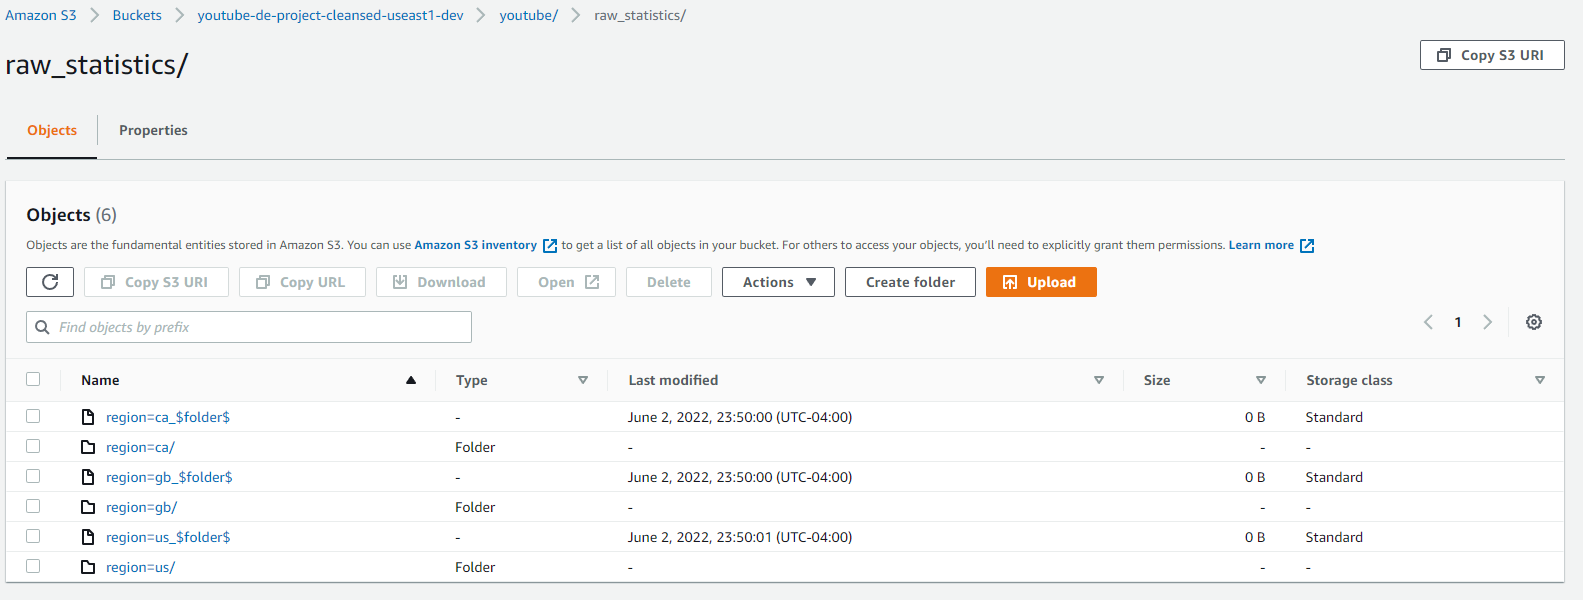 Amazon S3 > Buckets > youtube-de-project-cleansed-useast1-dev > youtube/ > raw_statistics/
raw_statistics/
Copy S3 URI
Objects Properties
Objects (6)
Objects are the fundamental entities stored in Amazon S3. You can use Amazon S3 inventory to get a list of all objects in your bucket. For others to access your objects, you'll need to explicitly grant them permissions. Learn more
Copy S3 URI Copy URL Download Open Delete Actions Create folder Upload
Find objects by prefix
1
Name Type Last modified Size Storage class
region=ca_$folder$ - June 2, 2022, 23:50:00 (UTC-04:00) 0 B Standard
region=ca/ Folder - - -
region=gb_$folder$ - June 2, 2022, 23:50:00 (UTC-04:00) 0 B Standard
region=gb/ Folder - - -
region=us_$folder$ - June 2, 2022, 23:50:01 (UTC-04:00) 0 B Standard
region=us/ Folder - - -